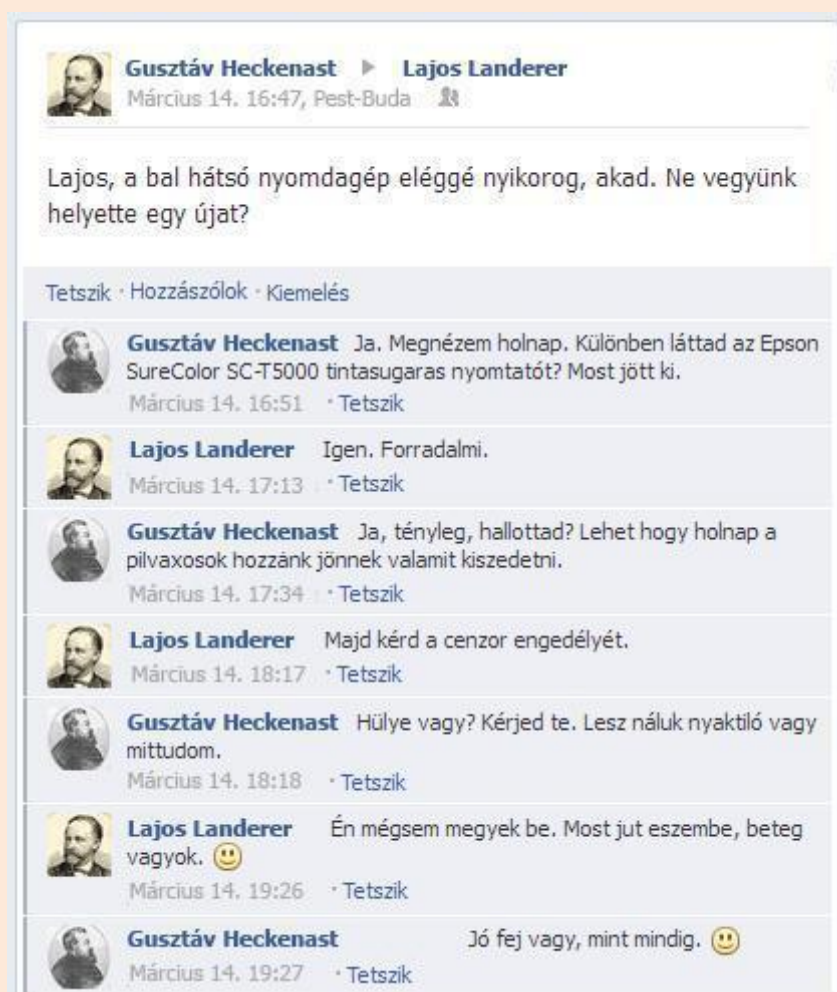 Gusztáv Heckenast ▶ Lajos Landerer
Március 14. 16:47, Pest-Buda
Lajos, a bal hátsó nyomdagép eléggé nyikorog, akad. Ne vegyünk
helyette egy újat?
Tetszik · Hozzászólok · Kiemelés
Gusztáv Heckenast Ja. Megnézem holnap. Különben láttad az Epson
SureColor SC-T5000 tintasugaras nyomtatót? Most jött ki.
Március 14. 16:51 · Tetszik
Lajos Landerer Igen. Forradalmi.
Március 14. 17:13 · Tetszik
Gusztáv Heckenast Ja, tényleg, hallottad? Lehet hogy holnap a
pilvaxosok hozzánk jönnek valamit kiszedetni.
Március 14. 17:34 · Tetszik
Lajos Landerer Majd kérd a cenzor engedélyét.
Március 14. 18:17 · Tetszik
Gusztáv Heckenast Hülye vagy? Kérjed te. Lesz náluk nyaktiló vagy
mittudom.
Március 14. 18:18 · Tetszik
Lajos Landerer Én mégsem megyek be. Most jut eszembe, beteg
vagyok. 🙂
Március 14. 19:26 · Tetszik
Gusztáv Heckenast Jó fej vagy, mint mindig. 🙂
Március 14. 19:27 · Tetszik